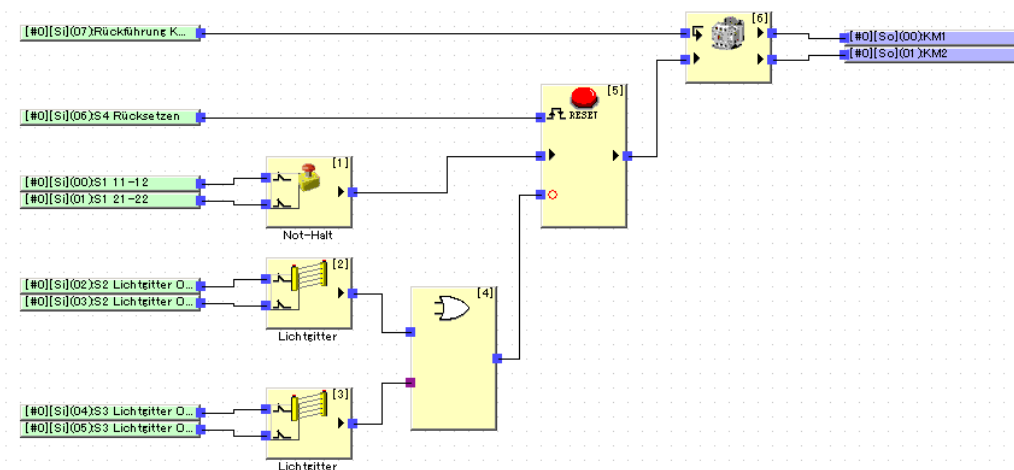 [6]
[#0][Si](07):Rückführung K...
[#0][So](00):KM1
[#0][So](01):KM2
[5]
RESET
[#0][Si](06):S4 Rücksetzen
[1]
[#0][Si](00):S1 11-12
[#0][Si](01):S1 21-22
Not-Halt
[2]
[#0][Si](02):S2 Lichtgitter O...
[#0][Si](03):S2 Lichtgitter O...
[4]
Lichtgitter
[3]
[#0][Si](04):S3 Lichtgitter O...
[#0][Si](05):S3 Lichtgitter O...
Lichtgitter